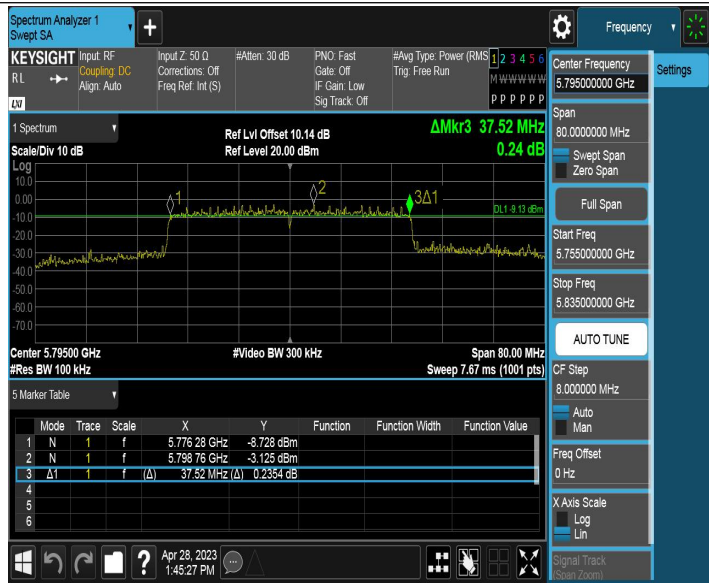 Spectrum Analyzer 1
Swept SA
Frequency
KEYSIGHT
RL
LXI
Input: RF
Coupling: DC
Align: Auto
Input Z: 50 Ω
Corrections: Off
Freq Ref: Int (S)
#Atten: 30 dB
PNO: Fast
Gate: Off
IF Gain: Low
Sig Track: Off
#Avg Type: Power (RMS
Trig: Free Run
1 2 3 4 5 6
M W W W W W
P P P P P P
1 Spectrum
Scale/Div 10 dB
Ref Lvl Offset 10.14 dB
Ref Level 20.00 dBm
ΔMkr3 37.52 MHz
0.24 dB
Log
10.0
0.00
-10.0
-20.0
-30.0
-40.0
-50.0
-60.0
-70.0
1
2
3Δ1
DL1 -9.13 dBm
Center 5.79500 GHz
#Res BW 100 kHz
#Video BW 300 kHz
Span 80.00 MHz
Sweep 7.67 ms (1001 pts)
5 Marker Table
Mode Trace Scale X Y Function Function Width Function Value
1 N 1 f 5.776 28 GHz -8.728 dBm
2 N 1 f 5.798 76 GHz -3.125 dBm
3 Δ1 1 f (Δ) 37.52 MHz (Δ) 0.2354 dB
4
5
6
Apr 28, 2023
1:45:27 PM
Center Frequency
5.795000000 GHz
Settings
Span
80.0000000 MHz
Swept Span
Zero Span
Full Span
Start Freq
5.755000000 GHz
Stop Freq
5.835000000 GHz
AUTO TUNE
CF Step
8.000000 MHz
Auto
Man
Freq Offset
0 Hz
X Axis Scale
Log
Lin
Signal Track
(Span Zoom)